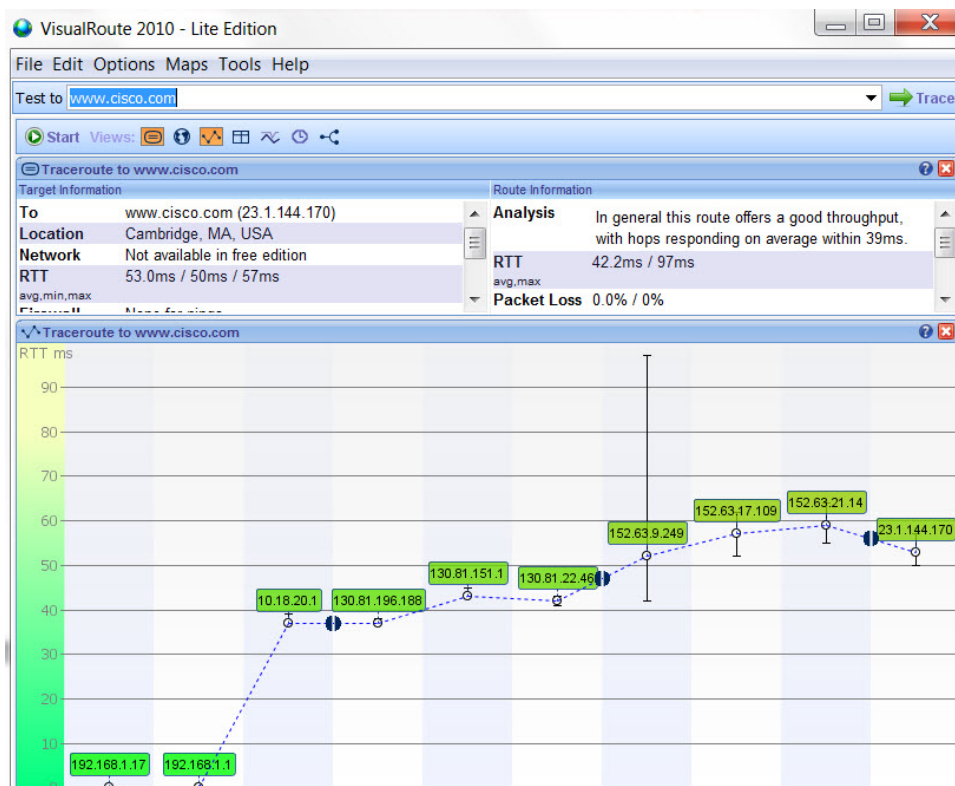 VisualRoute 2010 - Lite Edition
File Edit Options Maps Tools Help
Test to www.cisco.com Trace
Start Views:
Traceroute to www.cisco.com
Target Information
To www.cisco.com (23.1.144.170)
Location Cambridge, MA, USA
Network Not available in free edition
RTT 53.0ms / 50ms / 57ms
avg,min,max
Firewall None for pings
Route Information
Analysis In general this route offers a good throughput,
with hops responding on average within 39ms.
RTT 42.2ms / 97ms
avg,max
Packet Loss 0.0% / 0%
Traceroute to www.cisco.com
RTT ms
90
80
70
60
50
40
30
20
10
0
192.168.1.17
192.168.1.1
10.18.20.1
130.81.196.188
130.81.151.1
130.81.22.46
152.63.9.249
152.63.17.109
152.63.21.14
23.1.144.170